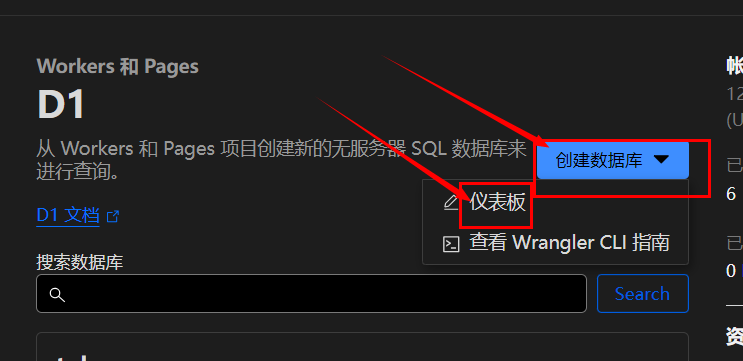 Workers 和 Pages
D1
从 Workers 和 Pages 项目创建新的无服务器 SQL 数据库来
进行查询。
创建数据库
仪表板
查看 Wrangler CLI 指南
D1 文档
搜索数据库
Search
帐
12
(U
已
6
已
0
资